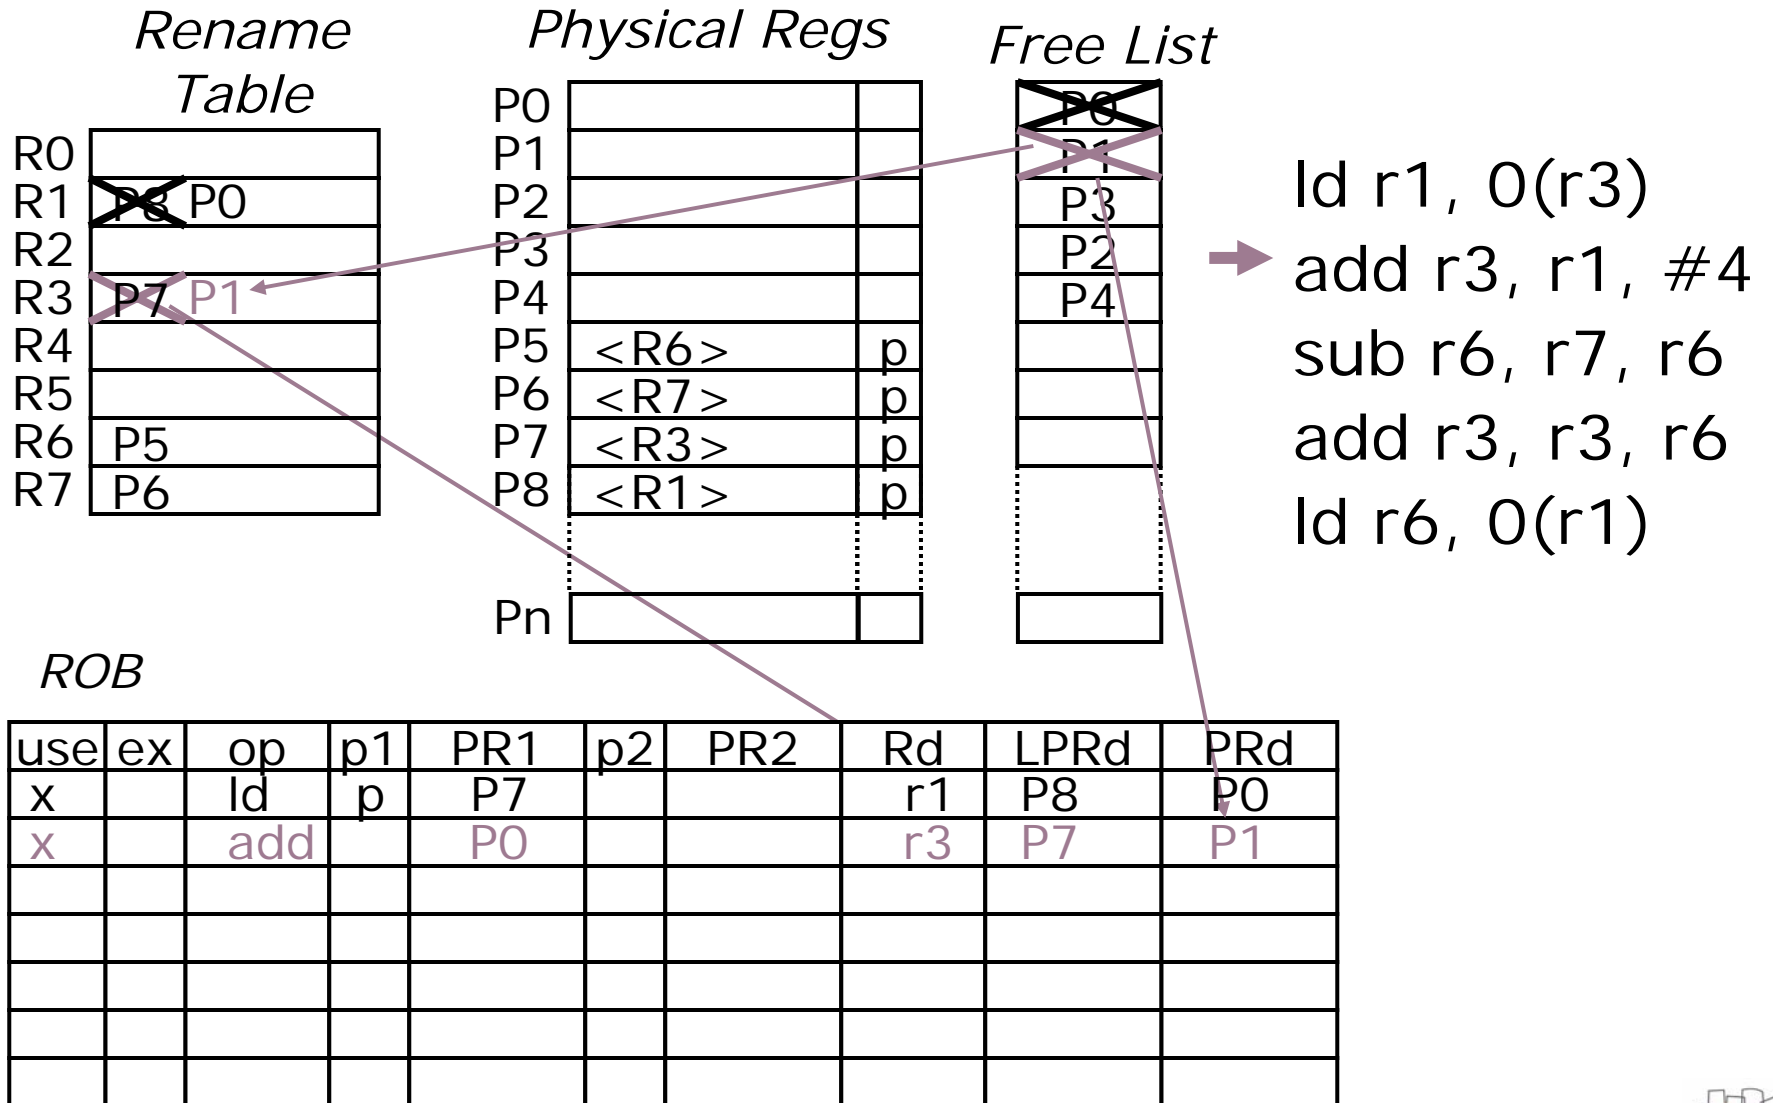 Rename
Table
R0
R1 P8 P0
R2
R3 P7 P1
R4
R5
R6 P5
R7 P6
Physical Regs
P0
P1
P2
P3
P4
P5 <R6> p
P6 <R7> p
P7 <R3> p
P8 <R1> p
Pn
Free List
P0
P1
P3
P2
P4
ld r1, 0(r3)
add r3, r1, #4
sub r6, r7, r6
add r3, r3, r6
ld r6, 0(r1)
ROB
use ex op p1 PR1 p2 PR2 Rd LPRd PRd
x ld p P7 r1 P8 P0
x add P0 r3 P7 P1